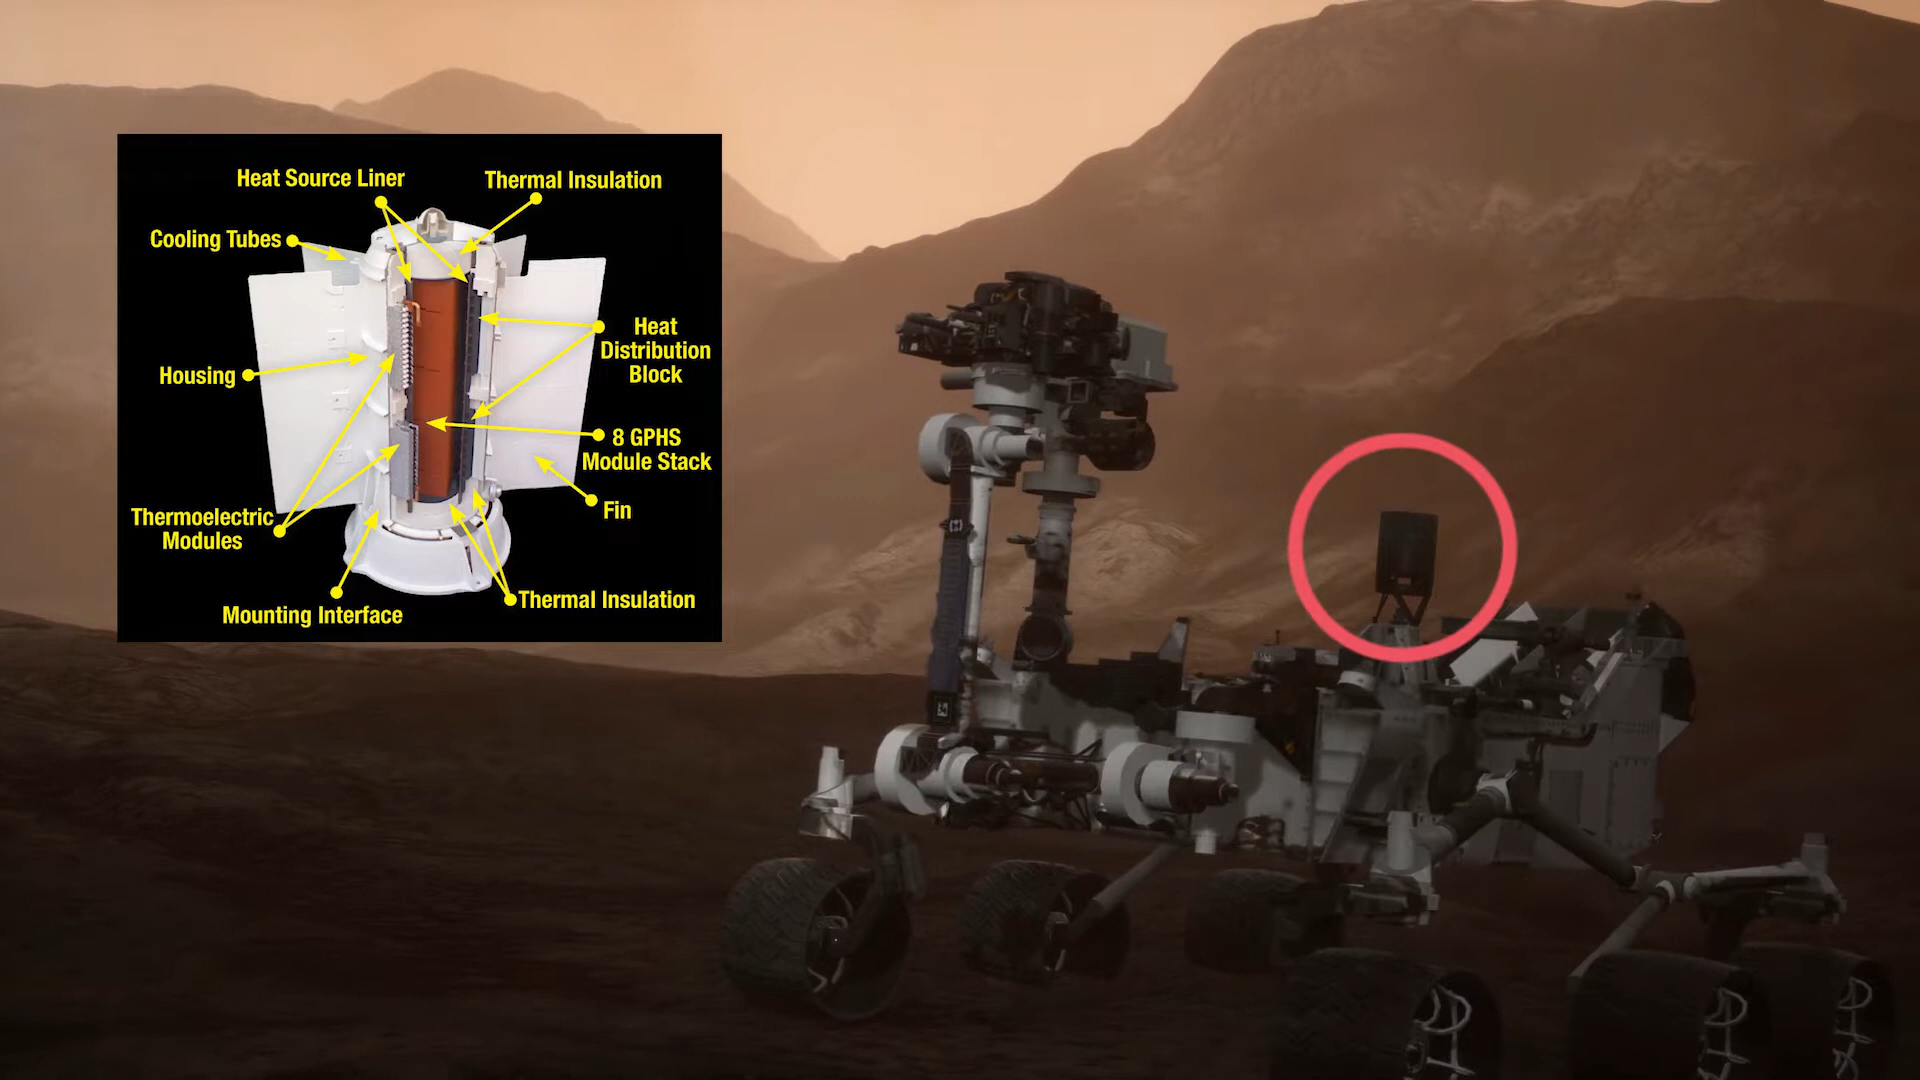 Heat Source Liner
Thermal Insulation
Cooling Tubes
Heat
Distribution
Block
Housing
8 GPHS
Module Stack
Fin
Thermoelectric
Modules
Thermal Insulation
Mounting Interface